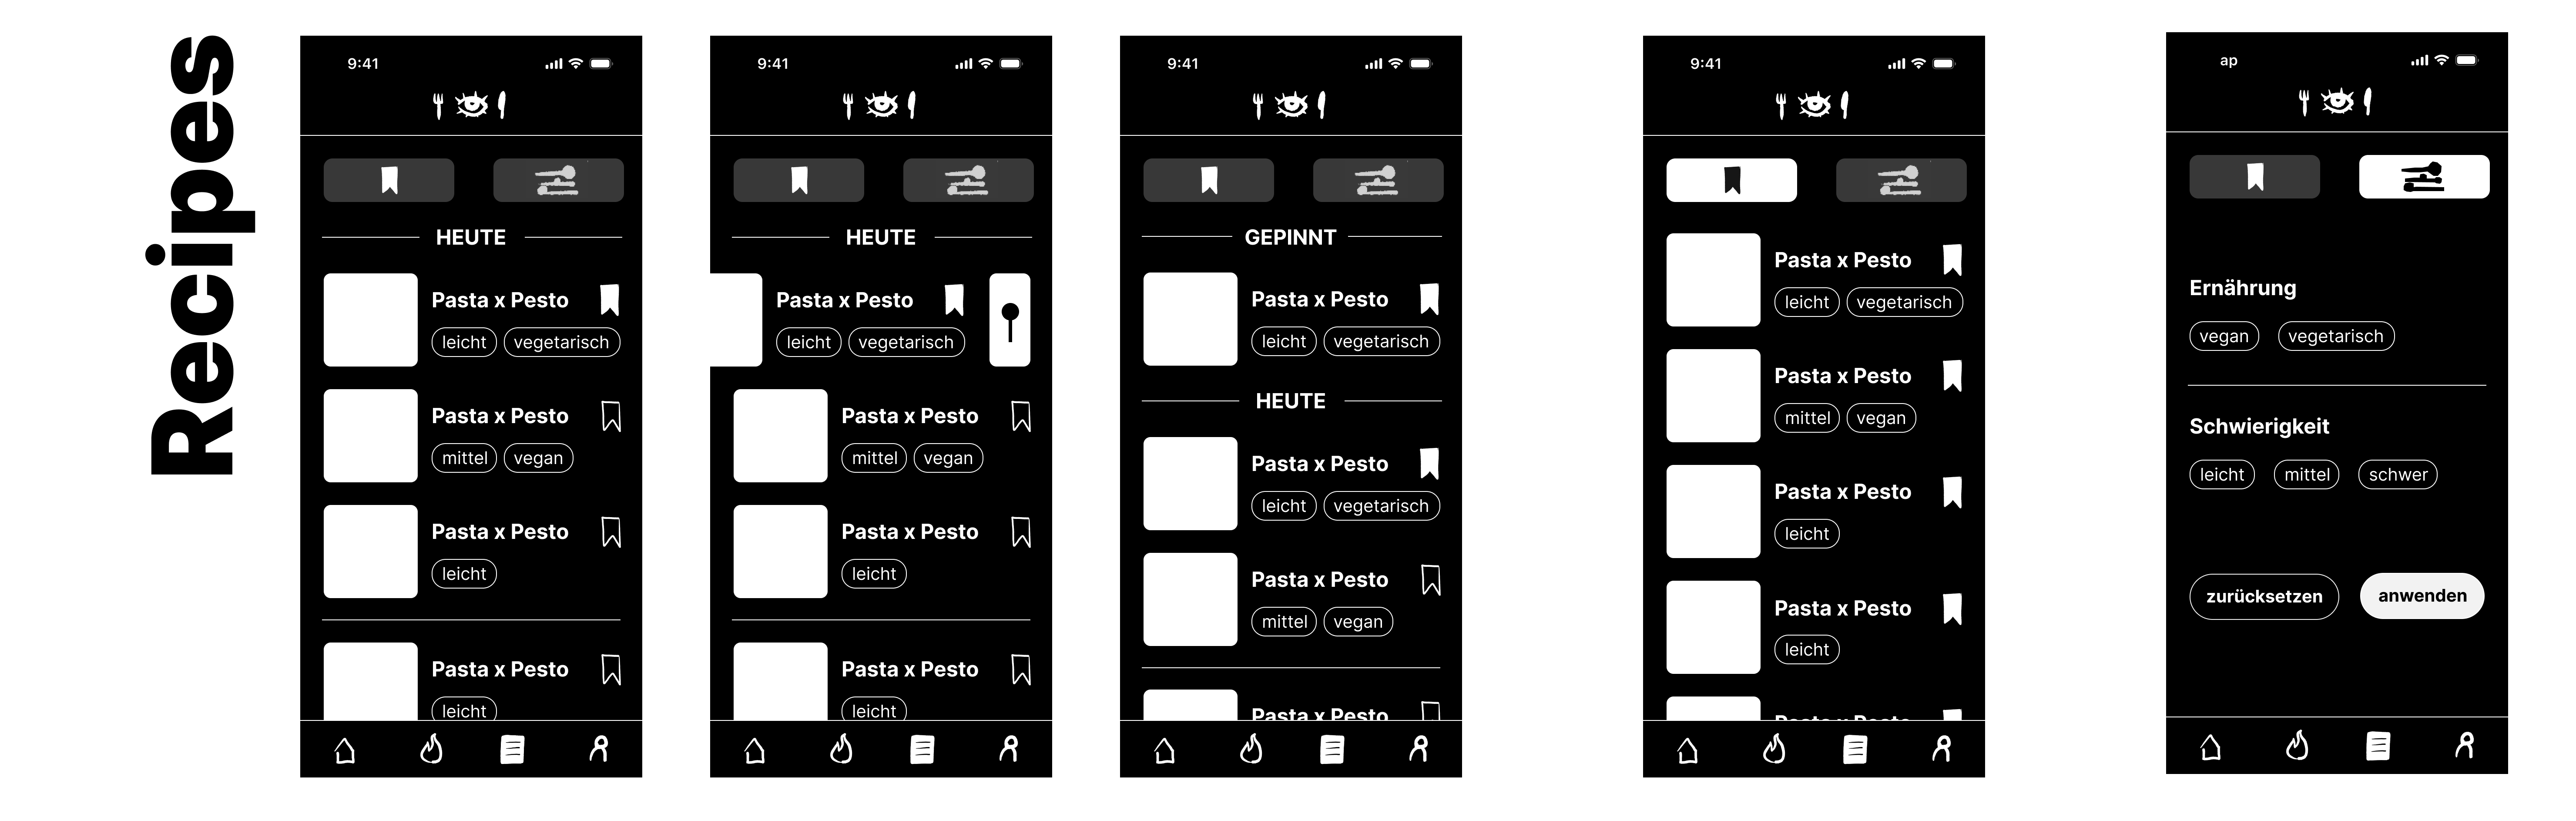 Recipes
9:41
HEUTE
Pasta x Pesto
leicht vegetarisch
Pasta x Pesto
mittel vegan
Pasta x Pesto
leicht
Pasta x Pesto
leicht
9:41
HEUTE
Pasta x Pesto
leicht vegetarisch
Pasta x Pesto
mittel vegan
Pasta x Pesto
leicht
Pasta x Pesto
leicht
9:41
GEPINNT
Pasta x Pesto
leicht vegetarisch
HEUTE
Pasta x Pesto
leicht vegetarisch
Pasta x Pesto
mittel vegan
Pasta x Pesto
9:41
Pasta x Pesto
leicht vegetarisch
Pasta x Pesto
mittel vegan
Pasta x Pesto
leicht
Pasta x Pesto
leicht
Pasta x Pesto
ap
Ernährung
vegan vegetarisch
Schwierigkeit
leicht mittel schwer
zurücksetzen anwenden